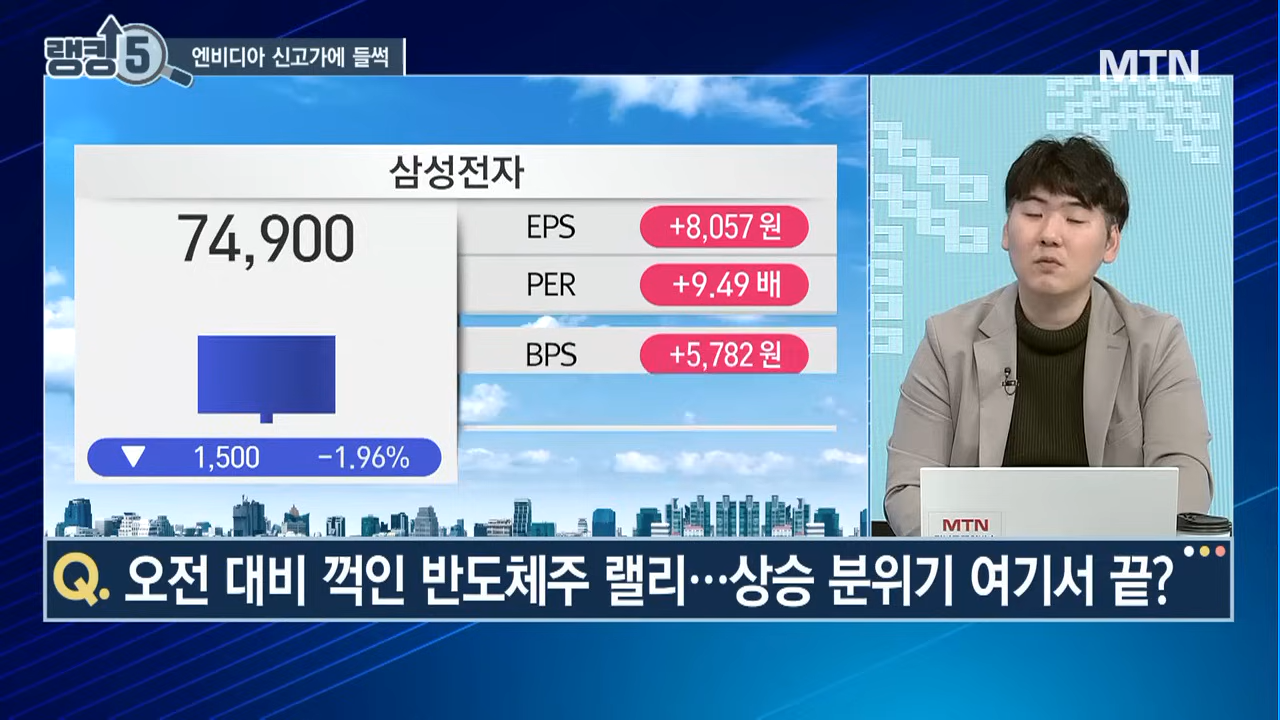 랭킹5 엔비디아 신고가에 들썩
MTN
삼성전자
74,900
▼ 1,500 -1.96%
EPS +8,057 원
PER +9.49 배
BPS +5,782 원
MTN
Q. 오전 대비 꺽인 반도체주 랠리…상승 분위기 여기서 끝?